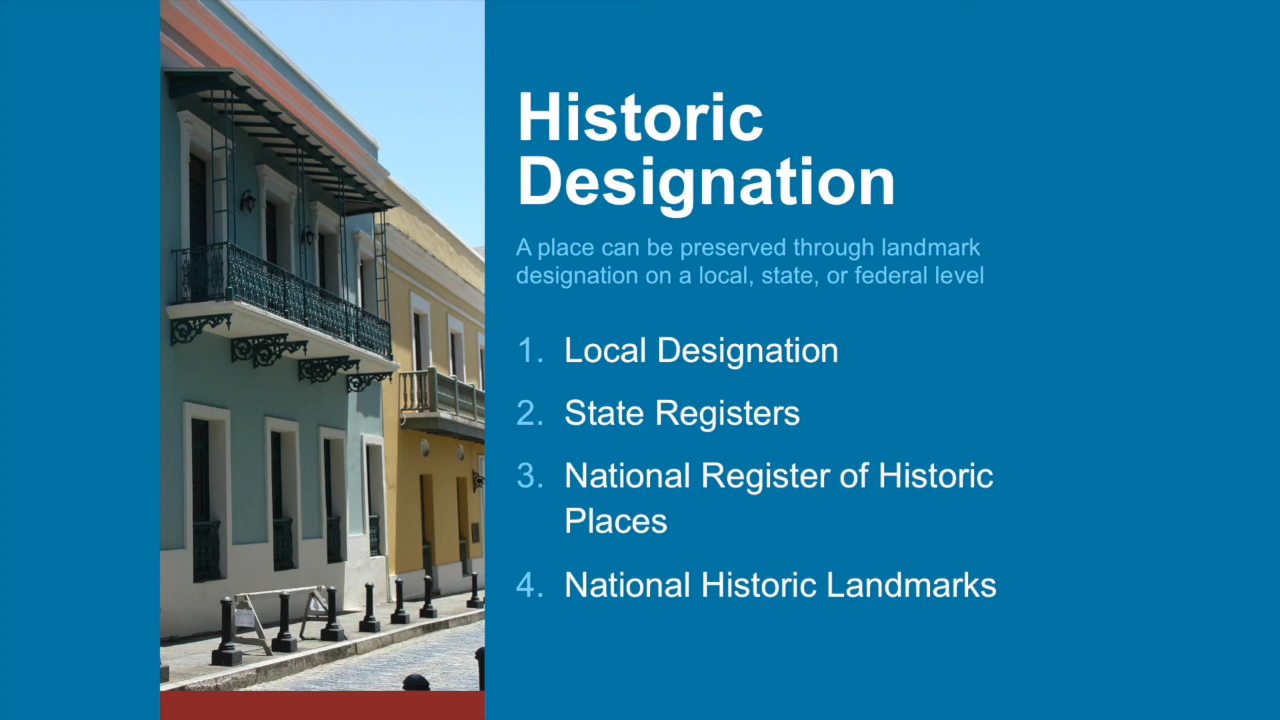 Historic
Designation
A place can be preserved through landmark
designation on a local, state, or federal level
1. Local Designation
2. State Registers
3. National Register of Historic
Places
4. National Historic Landmarks